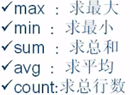 ✓max ：求最大
✓min ：求最小
✓sum ：求总和
✓avg ：求平均
✓count:求总行数